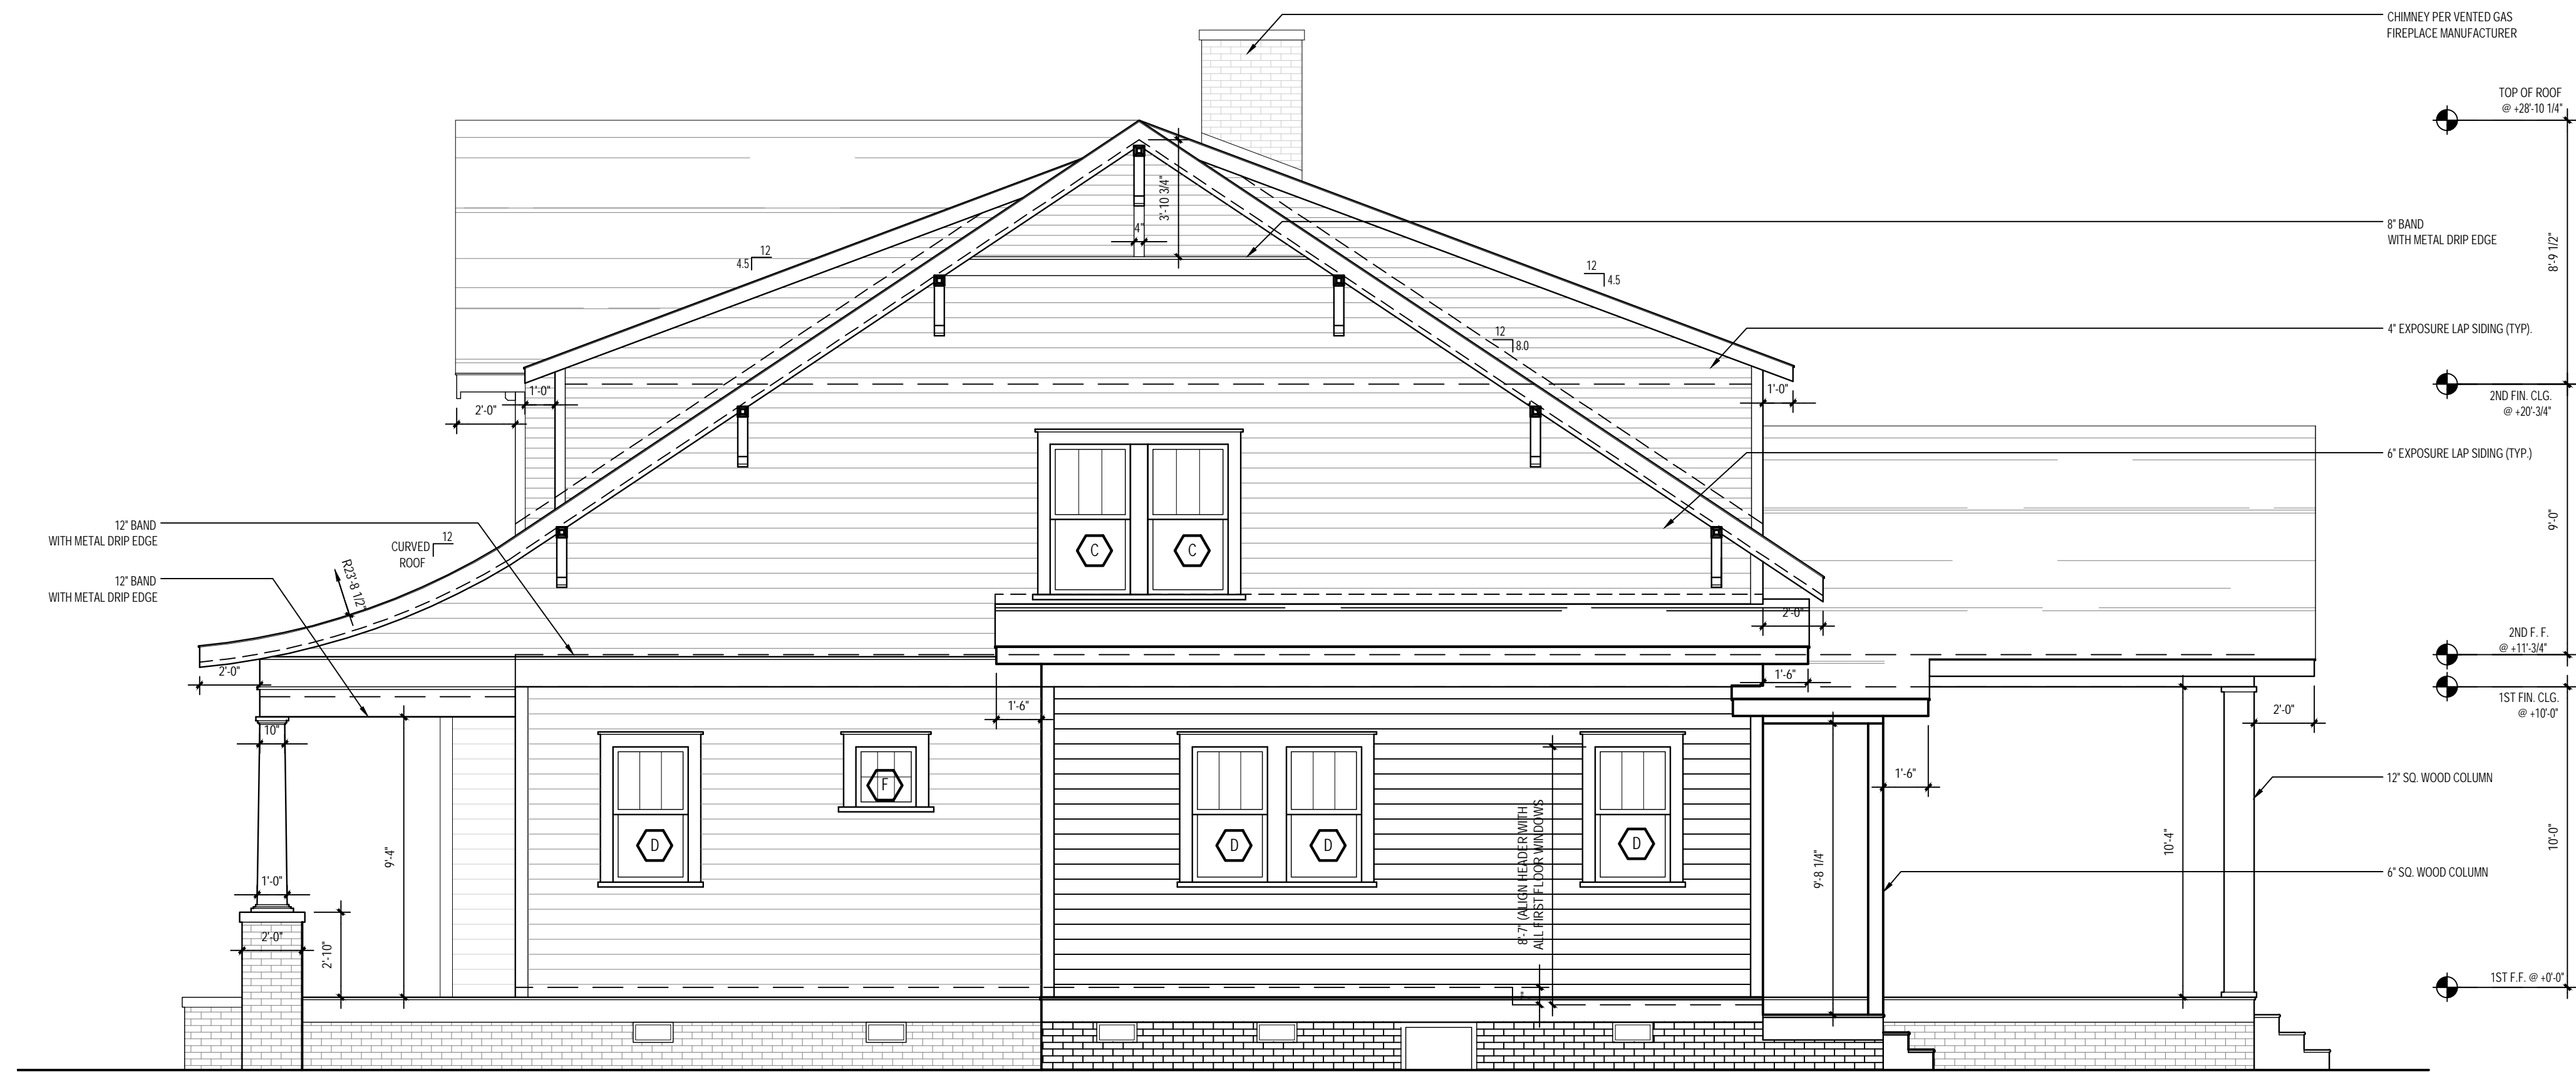 CHIMNEY PER VENTED GAS
FIREPLACE MANUFACTURER
TOP OF ROOF
@ +28'-10 1/4"
3'-10 3/4"
4"
8" BAND
WITH METAL DRIP EDGE
8'-9 1/2"
12
4.5
12
4.5
12
8.0
4" EXPOSURE LAP SIDING (TYP).
1'-0"
2'-0"
1'-0"
2ND FIN. CLG.
@ +20'-3/4"
6" EXPOSURE LAP SIDING (TYP.)
9'-0"
12" BAND
WITH METAL DRIP EDGE
CURVED
ROOF
12
R23'-8 1/2"
12" BAND
WITH METAL DRIP EDGE
C
C
2'-0"
2ND F. F.
@ +11'-3/4"
2'-0"
1'-6"
1'-6"
1ST FIN. CLG.
@ +10'-0"
2'-0"
10"
1'-6"
12" SQ. WOOD COLUMN
F
D
D
D
D
9'-4"
8'-7" (ALIGN HEADER WITH
ALL FIRST FLOOR WINDOWS
9'-8 1/4"
10'-4"
10'-0"
6" SQ. WOOD COLUMN
1'-0"
2'-0"
2'-10"
1ST F.F. @ +0'-0"